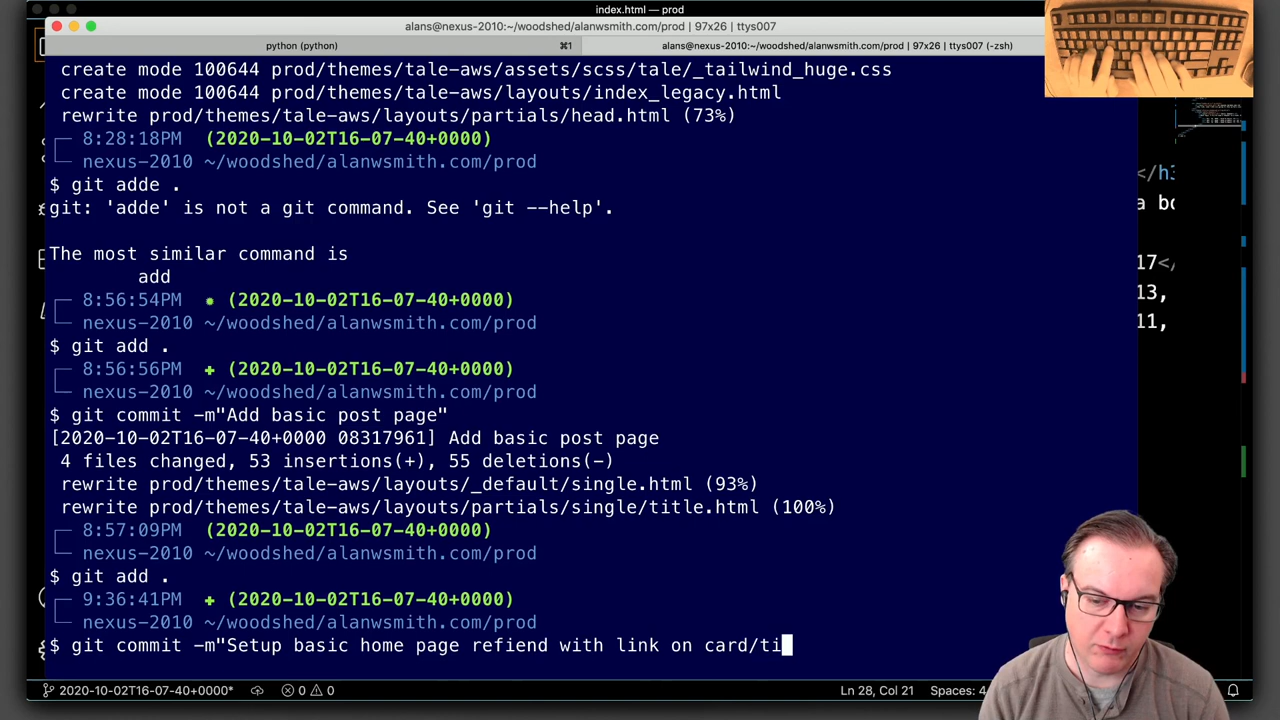 index.html — prod
alans@nexus-2010:~/woodshed/alanwsmith.com/prod | 97x26 | ttys007
python (python) ⌘1 alans@nexus-2010:~/woodshed/alanwsmith.com/prod | 97x26 | ttys007 (-zsh)
create mode 100644 prod/themes/tale-aws/assets/scss/tale/_tailwind_huge.css
create mode 100644 prod/themes/tale-aws/layouts/index_legacy.html
rewrite prod/themes/tale-aws/layouts/partials/head.html (73%)
8:28:18PM (2020-10-02T16-07-40+0000)
nexus-2010 ~/woodshed/alanwsmith.com/prod
$ git adde .
git: 'adde' is not a git command. See 'git --help'.
The most similar command is
add
8:56:54PM ✹ (2020-10-02T16-07-40+0000)
nexus-2010 ~/woodshed/alanwsmith.com/prod
$ git add .
8:56:56PM ✚ (2020-10-02T16-07-40+0000)
nexus-2010 ~/woodshed/alanwsmith.com/prod
$ git commit -m"Add basic post page"
[2020-10-02T16-07-40+0000 08317961] Add basic post page
4 files changed, 53 insertions(+), 55 deletions(-)
rewrite prod/themes/tale-aws/layouts/_default/single.html (93%)
rewrite prod/themes/tale-aws/layouts/partials/single/title.html (100%)
8:57:09PM (2020-10-02T16-07-40+0000)
nexus-2010 ~/woodshed/alanwsmith.com/prod
$ git add .
9:36:41PM ✚ (2020-10-02T16-07-40+0000)
nexus-2010 ~/woodshed/alanwsmith.com/prod
$ git commit -m"Setup basic home page refiend with link on card/ti
</h3
a bo
17</
13,
11,
2020-10-02T16-07-40+0000* 0 0 Ln 28, Col 21 Spaces: